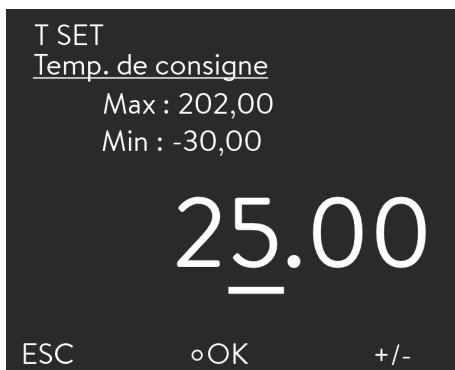 T SET
Temp. de consigne
Max : 202,00
Min : -30,00
25.00
ESC ○OK +/-